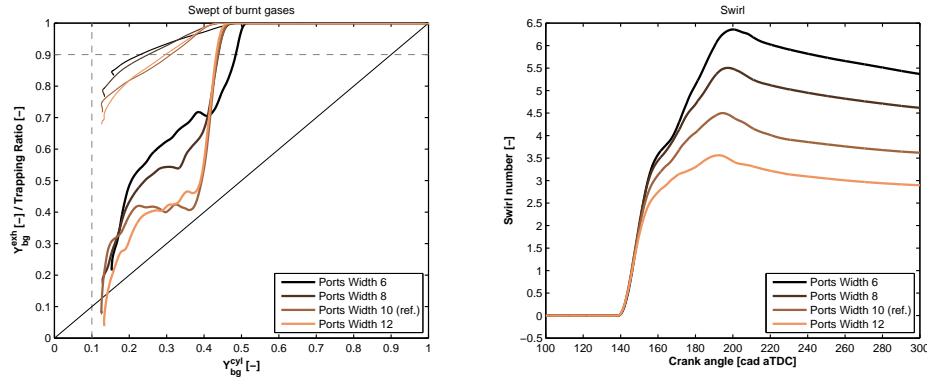 Swept of burnt gases
1
0.9
0.8
0.7
0.6
0.5
0.4
0.3
0.2
0.1
0
Y_bg^exh [−] / Trapping Ratio [−]
0 0.1 0.2 0.3 0.4 0.5 0.6 0.7 0.8 0.9 1
Y_bg^cyl [−]
Ports Width 6
Ports Width 8
Ports Width 10 (ref.)
Ports Width 12
Swirl
6.5
6
5.5
5
4.5
4
3.5
3
2.5
2
1.5
1
0.5
0
−0.5
Swirl number [−]
100 120 140 160 180 200 220 240 260 280 300
Crank angle [cad aTDC]
Ports Width 6
Ports Width 8
Ports Width 10 (ref.)
Ports Width 12